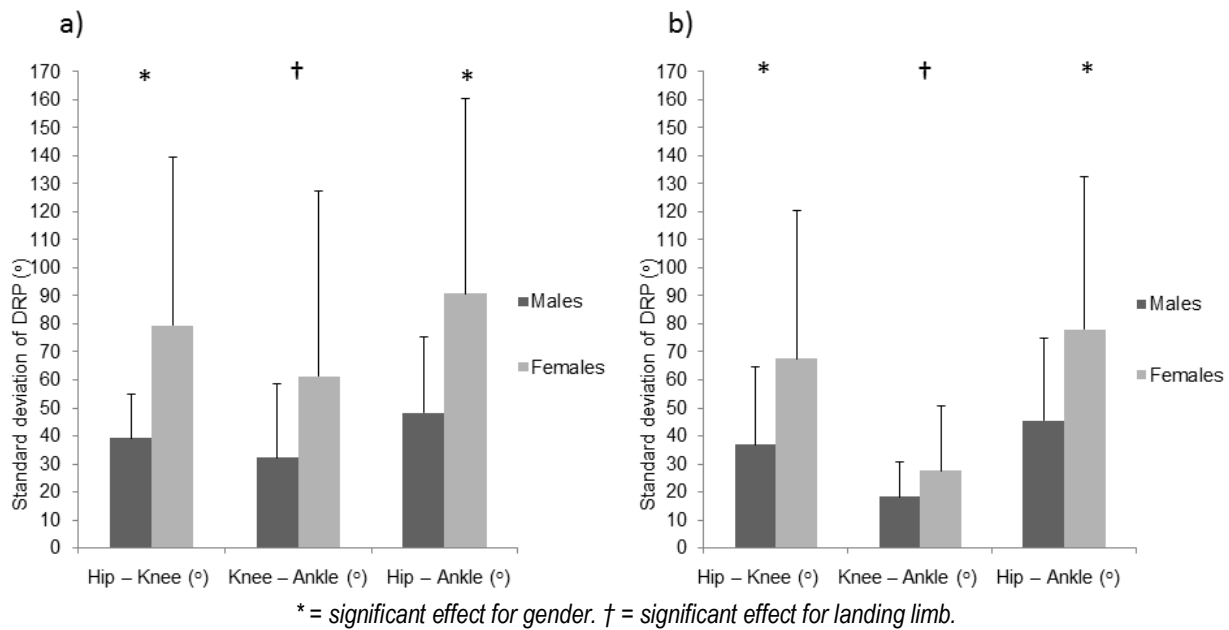 a)
* † *
170
160
150
140
130
120
110
100
90
80
70
60
50
40
30
20
10
0
Standard deviation of DRP (°)
Males
Females
Hip – Knee (°) Knee – Ankle (°) Hip – Ankle (°)
b)
* † *
170
160
150
140
130
120
110
100
90
80
70
60
50
40
30
20
10
0
Standard deviation of DRP (°)
Males
Females
Hip – Knee (°) Knee – Ankle (°) Hip – Ankle (°)
* = significant effect for gender. † = significant effect for landing limb.